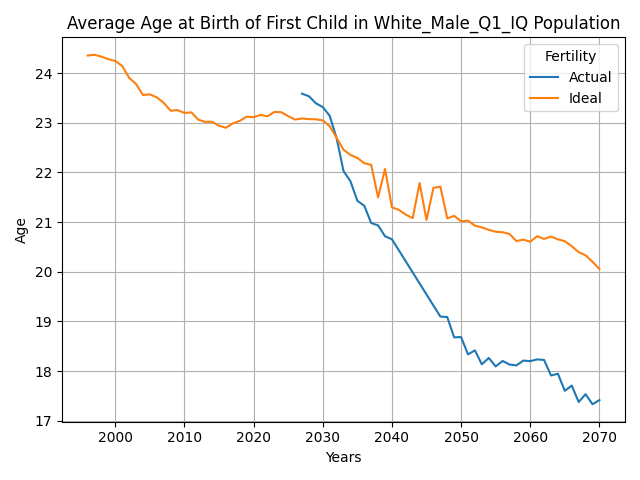 Average Age at Birth of First Child in White_Male_Q1_IQ Population
Fertility
Actual
Ideal
24
23
22
21
20
19
18
17
Age
2000
2010
2020
2030
2040
2050
2060
2070
Years